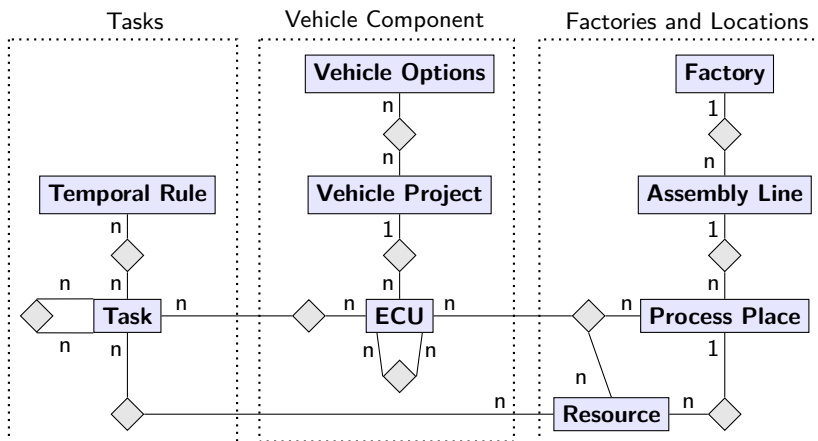 Tasks Vehicle Component Factories and Locations
Vehicle Options Factory
n 1
n n
Temporal Rule Vehicle Project Assembly Line
n 1 1
n n n n
n n n n
Task ECU Process Place
n n n n 1
n n n
Resource